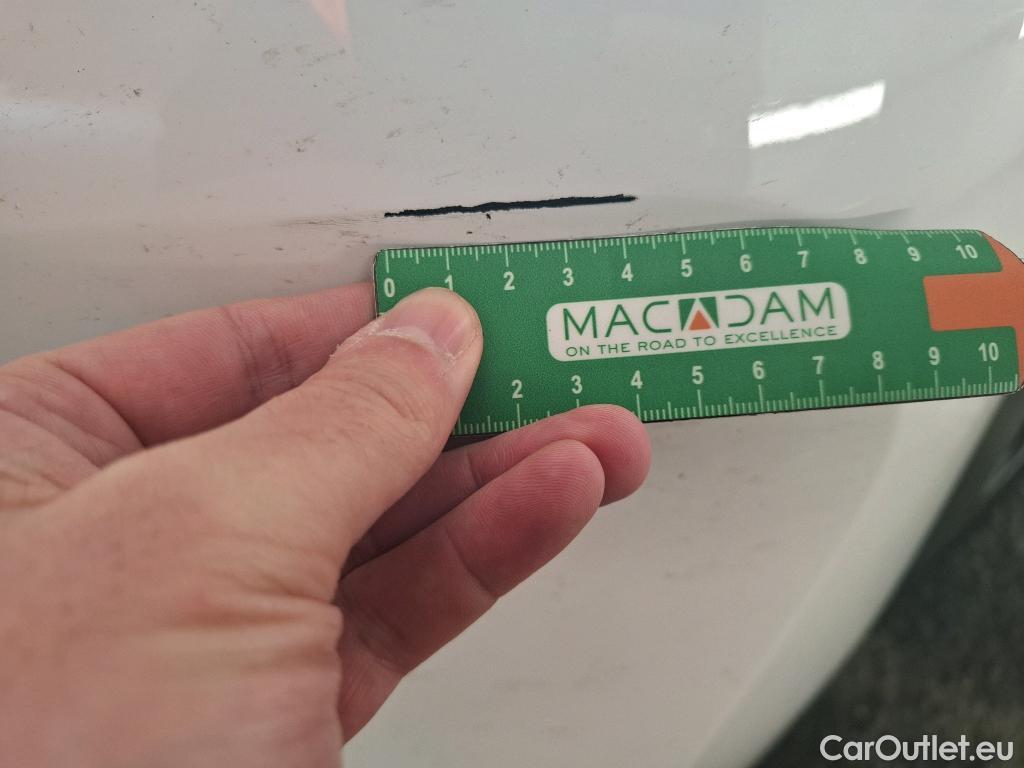 0 1 2 3 4 5 6 7 8 9 10
MACADAM
ON THE ROAD TO EXCELLENCE
2 3 4 5 6 7 8 9 10
CarOutlet.eu